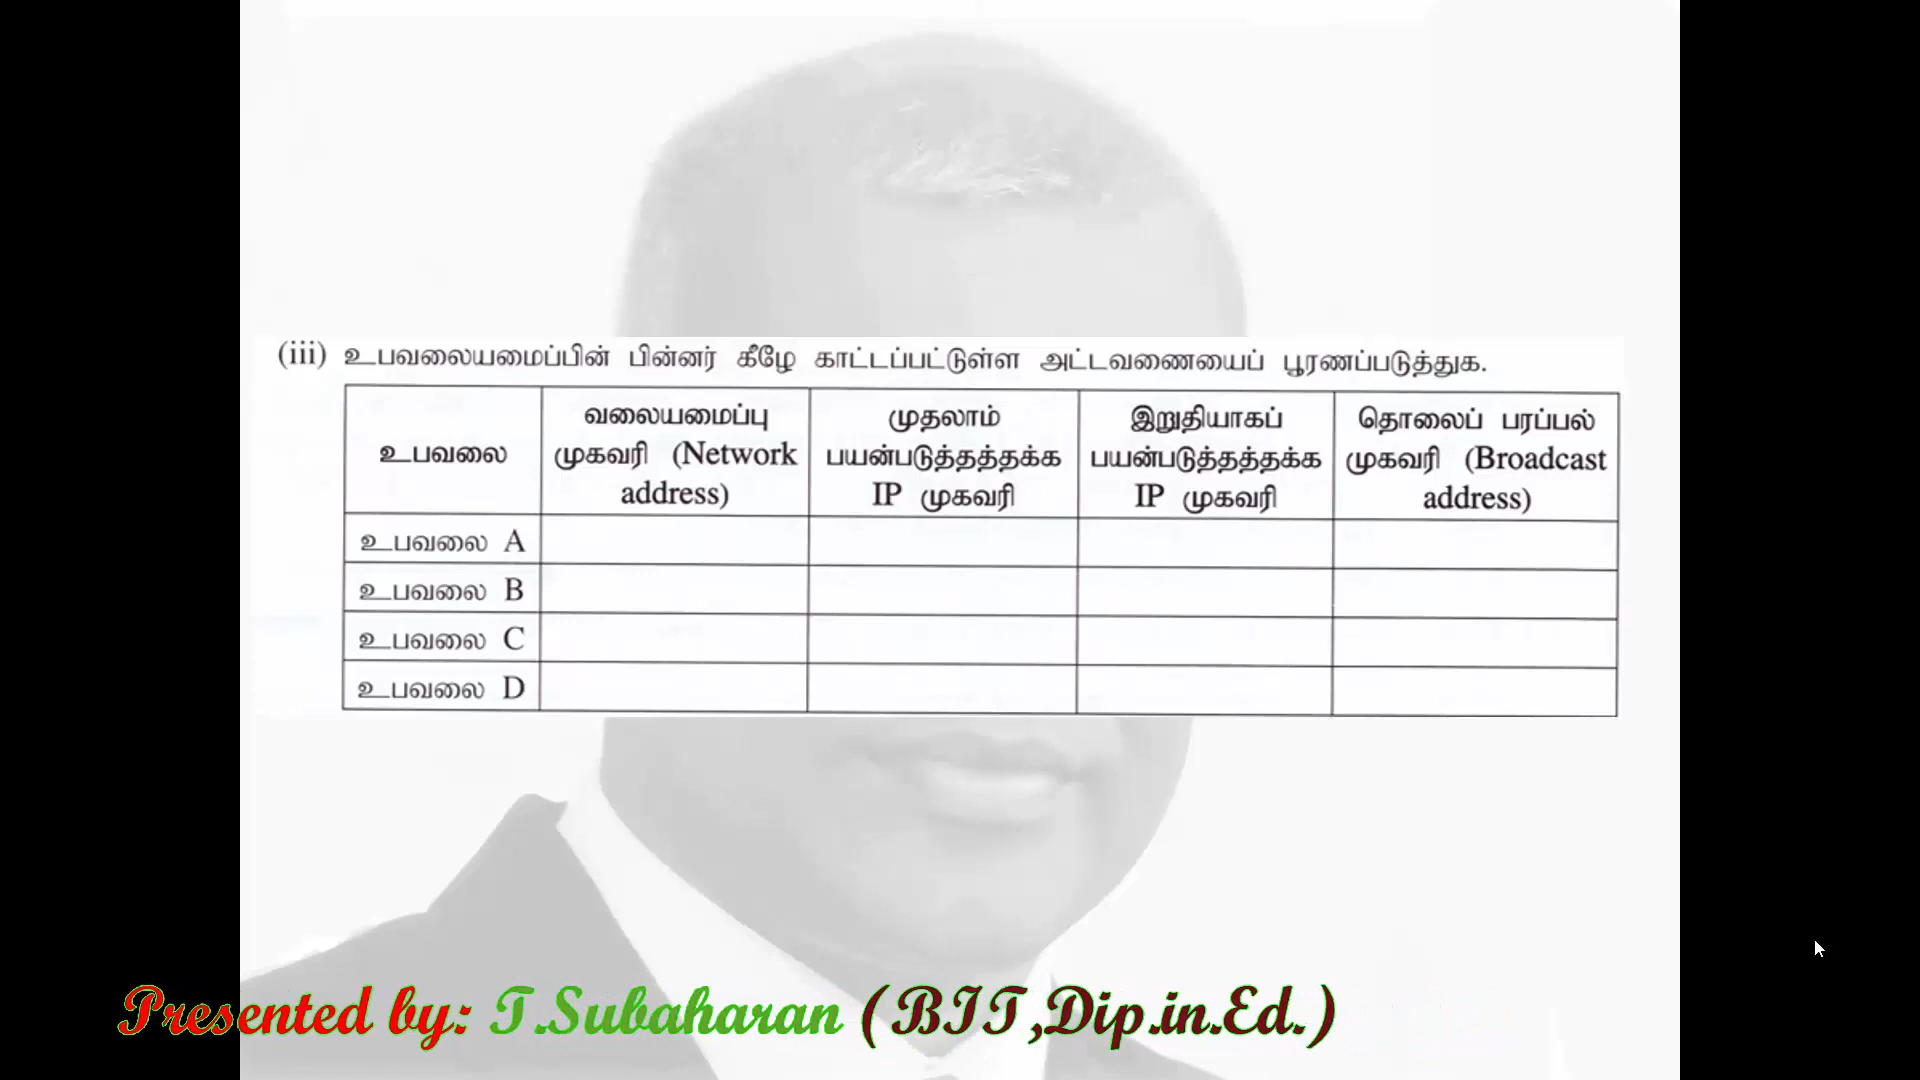 (iii) உபவலையமைப்பின் பின்னர் கீழே காட்டப்பட்டுள்ள அட்டவணையைப் பூரணப்படுத்துக.
உபவலை
வலையமைப்பு
முகவரி (Network
address)
முதலாம்
பயன்படுத்தத்தக்க
IP முகவரி
இறுதியாகப்
பயன்படுத்தத்தக்க
IP முகவரி
தொலைப் பரப்பல்
முகவரி (Broadcast
address)
உபவலை A
உபவலை B
உபவலை C
உபவலை D
Presented by: T.Subaharan (BIT,Dip.in.Ed.)